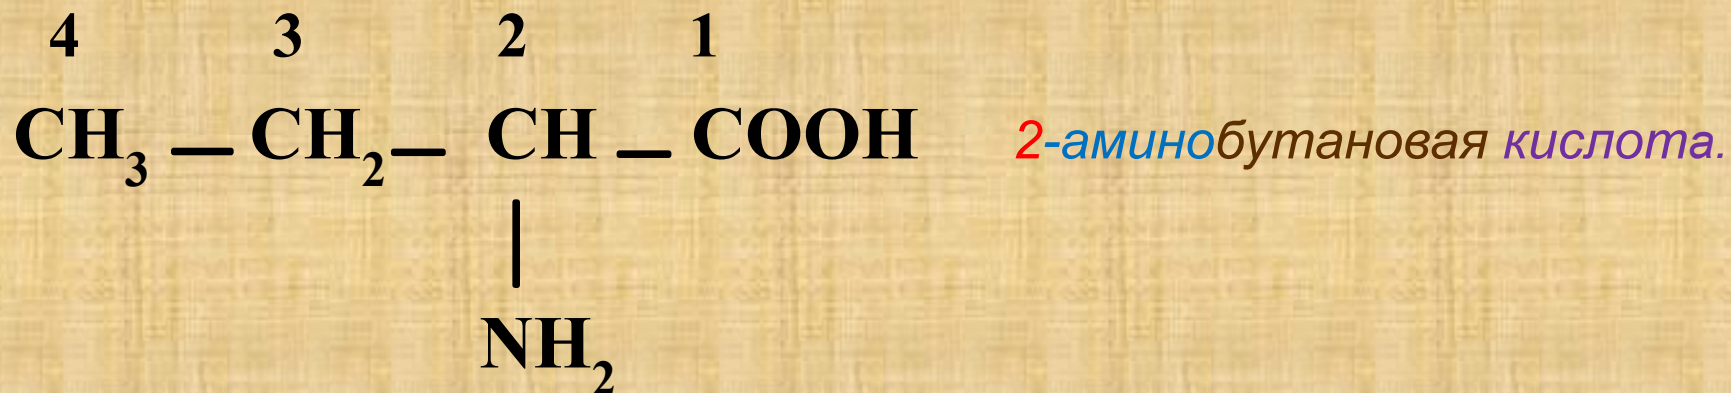 4 3 2 1
CH₃ — CH₂ — CH — COOH 2-аминобутановая кислота.
|
NH₂